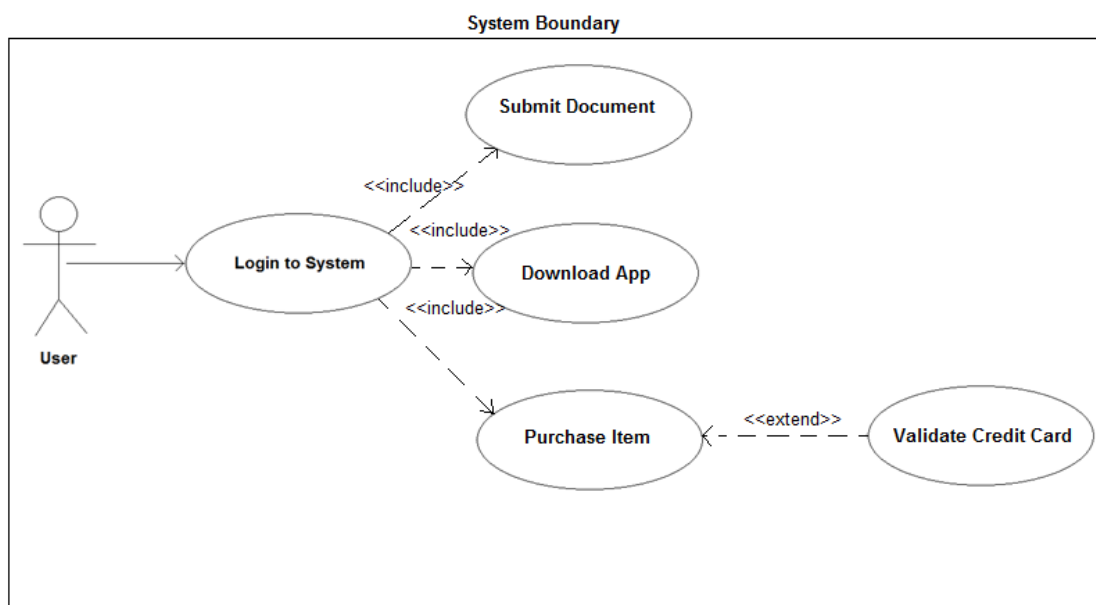 System Boundary
Submit Document
<<include>>
<<include>>
Login to System
Download App
<<include>>
User
<<extend>>
Purchase Item
Validate Credit Card